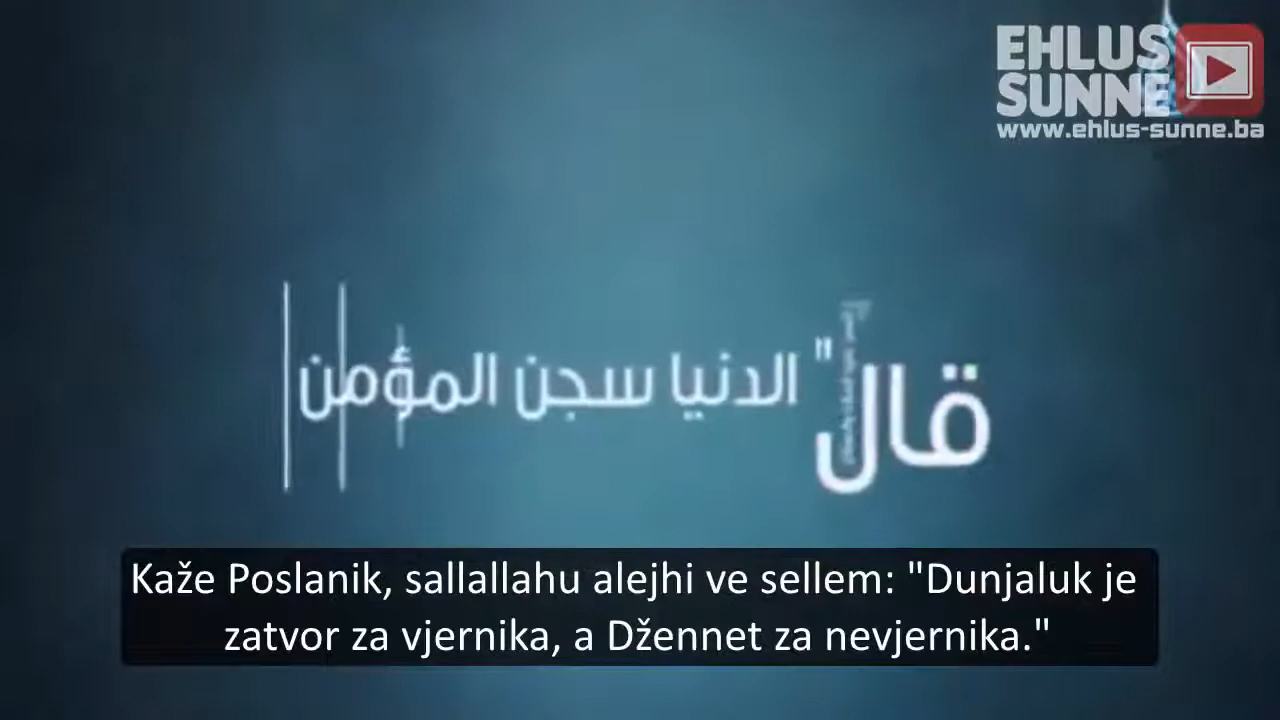 EHLUS
SUNNE
www.ehlus-sunne.ba
قال " الدنيا سجن المؤمن
Kaže Poslanik, sallallahu alejhi ve sellem: "Dunjaluk je
zatvor za vjernika, a Džennet za nevjernika."